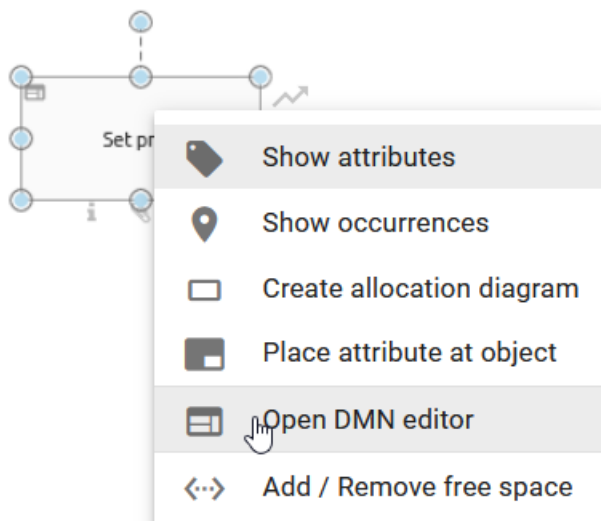 Set pr
Show attributes
Show occurrences
Create allocation diagram
Place attribute at object
Open DMN editor
Add / Remove free space